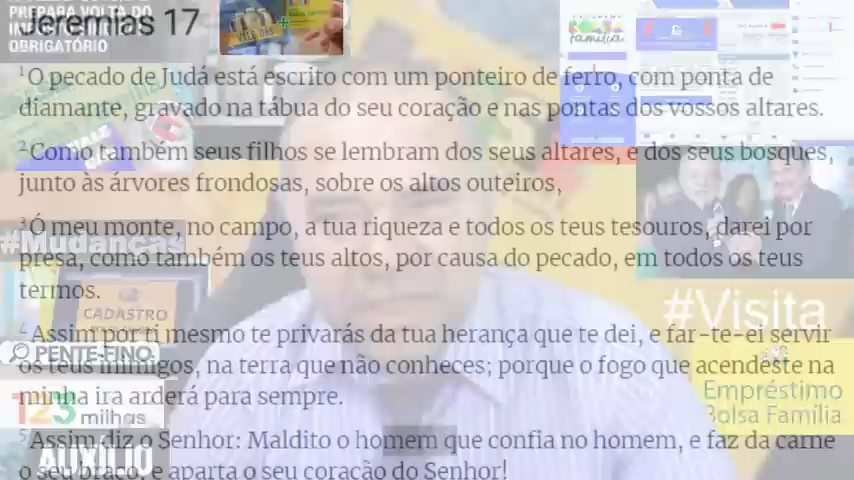 PREPARA VOLTA DO
OBRIGATÓRIO
Jeremias 17
VALE GÁS
família
¹O pecado de Judá está escrito com um ponteiro de ferro, com ponta de
diamante, gravado na tábua do seu coração e nas pontas dos vossos altares.
²Como também seus filhos se lembram dos seus altares, e dos seus bosques,
junto às árvores frondosas, sobre os altos outeiros,
³Ó meu monte, no campo, a tua riqueza e todos os teus tesouros, darei por
presa, como também os teus altos, por causa do pecado, em todos os teus
termos.
#Mudanças
CADASTRO
#Visita
⁴Assim por ti mesmo te privarás da tua herança que te dei, e far-te-ei servir
os teus inimigos, na terra que não conheces; porque o fogo que acendeste na
minha ira arderá para sempre.
PENTE-FINO
123 milhas
Empréstimo
Bolsa Família
⁵Assim diz o Senhor: Maldito o homem que confia no homem, e faz da carne
o seu braço, e aparta o seu coração do Senhor!
AUXÍLIO